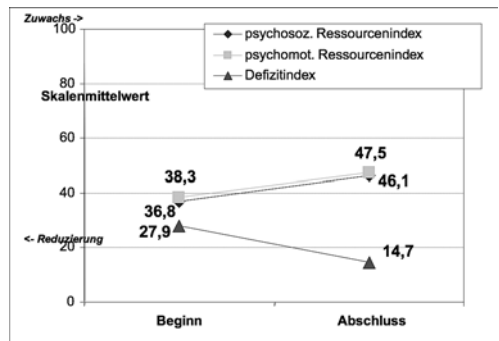 Zuwachs ->
100
psychosoz. Ressourcenindex
psychomot. Ressourcenindex
Defizitindex
80
Skalenmittelwert
60
47,5
38,3
46,1
40
36,8
27,9
<- Reduzierung
20
14,7
0
Beginn Abschluss